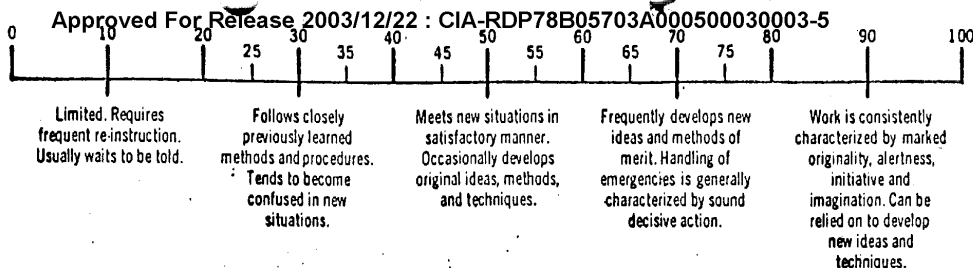 Approved For Release 2003/12/22 : CIA-RDP78B05703A000500030003-5
0 10 20 30 40 50 60 70 80 90 100
25 35 45 55 65 75
Limited. Requires
frequent re-instruction.
Usually waits to be told.
Follows closely
previously learned
methods and procedures.
Tends to become
confused in new
situations.
Meets new situations in
satisfactory manner.
Occasionally develops
original ideas, methods,
and techniques.
Frequently develops new
ideas and methods of
merit. Handling of
emergencies is generally
characterized by sound
decisive action.
Work is consistently
characterized by marked
originality, alertness,
initiative and
imagination. Can be
relied on to develop
new ideas and
techniques.